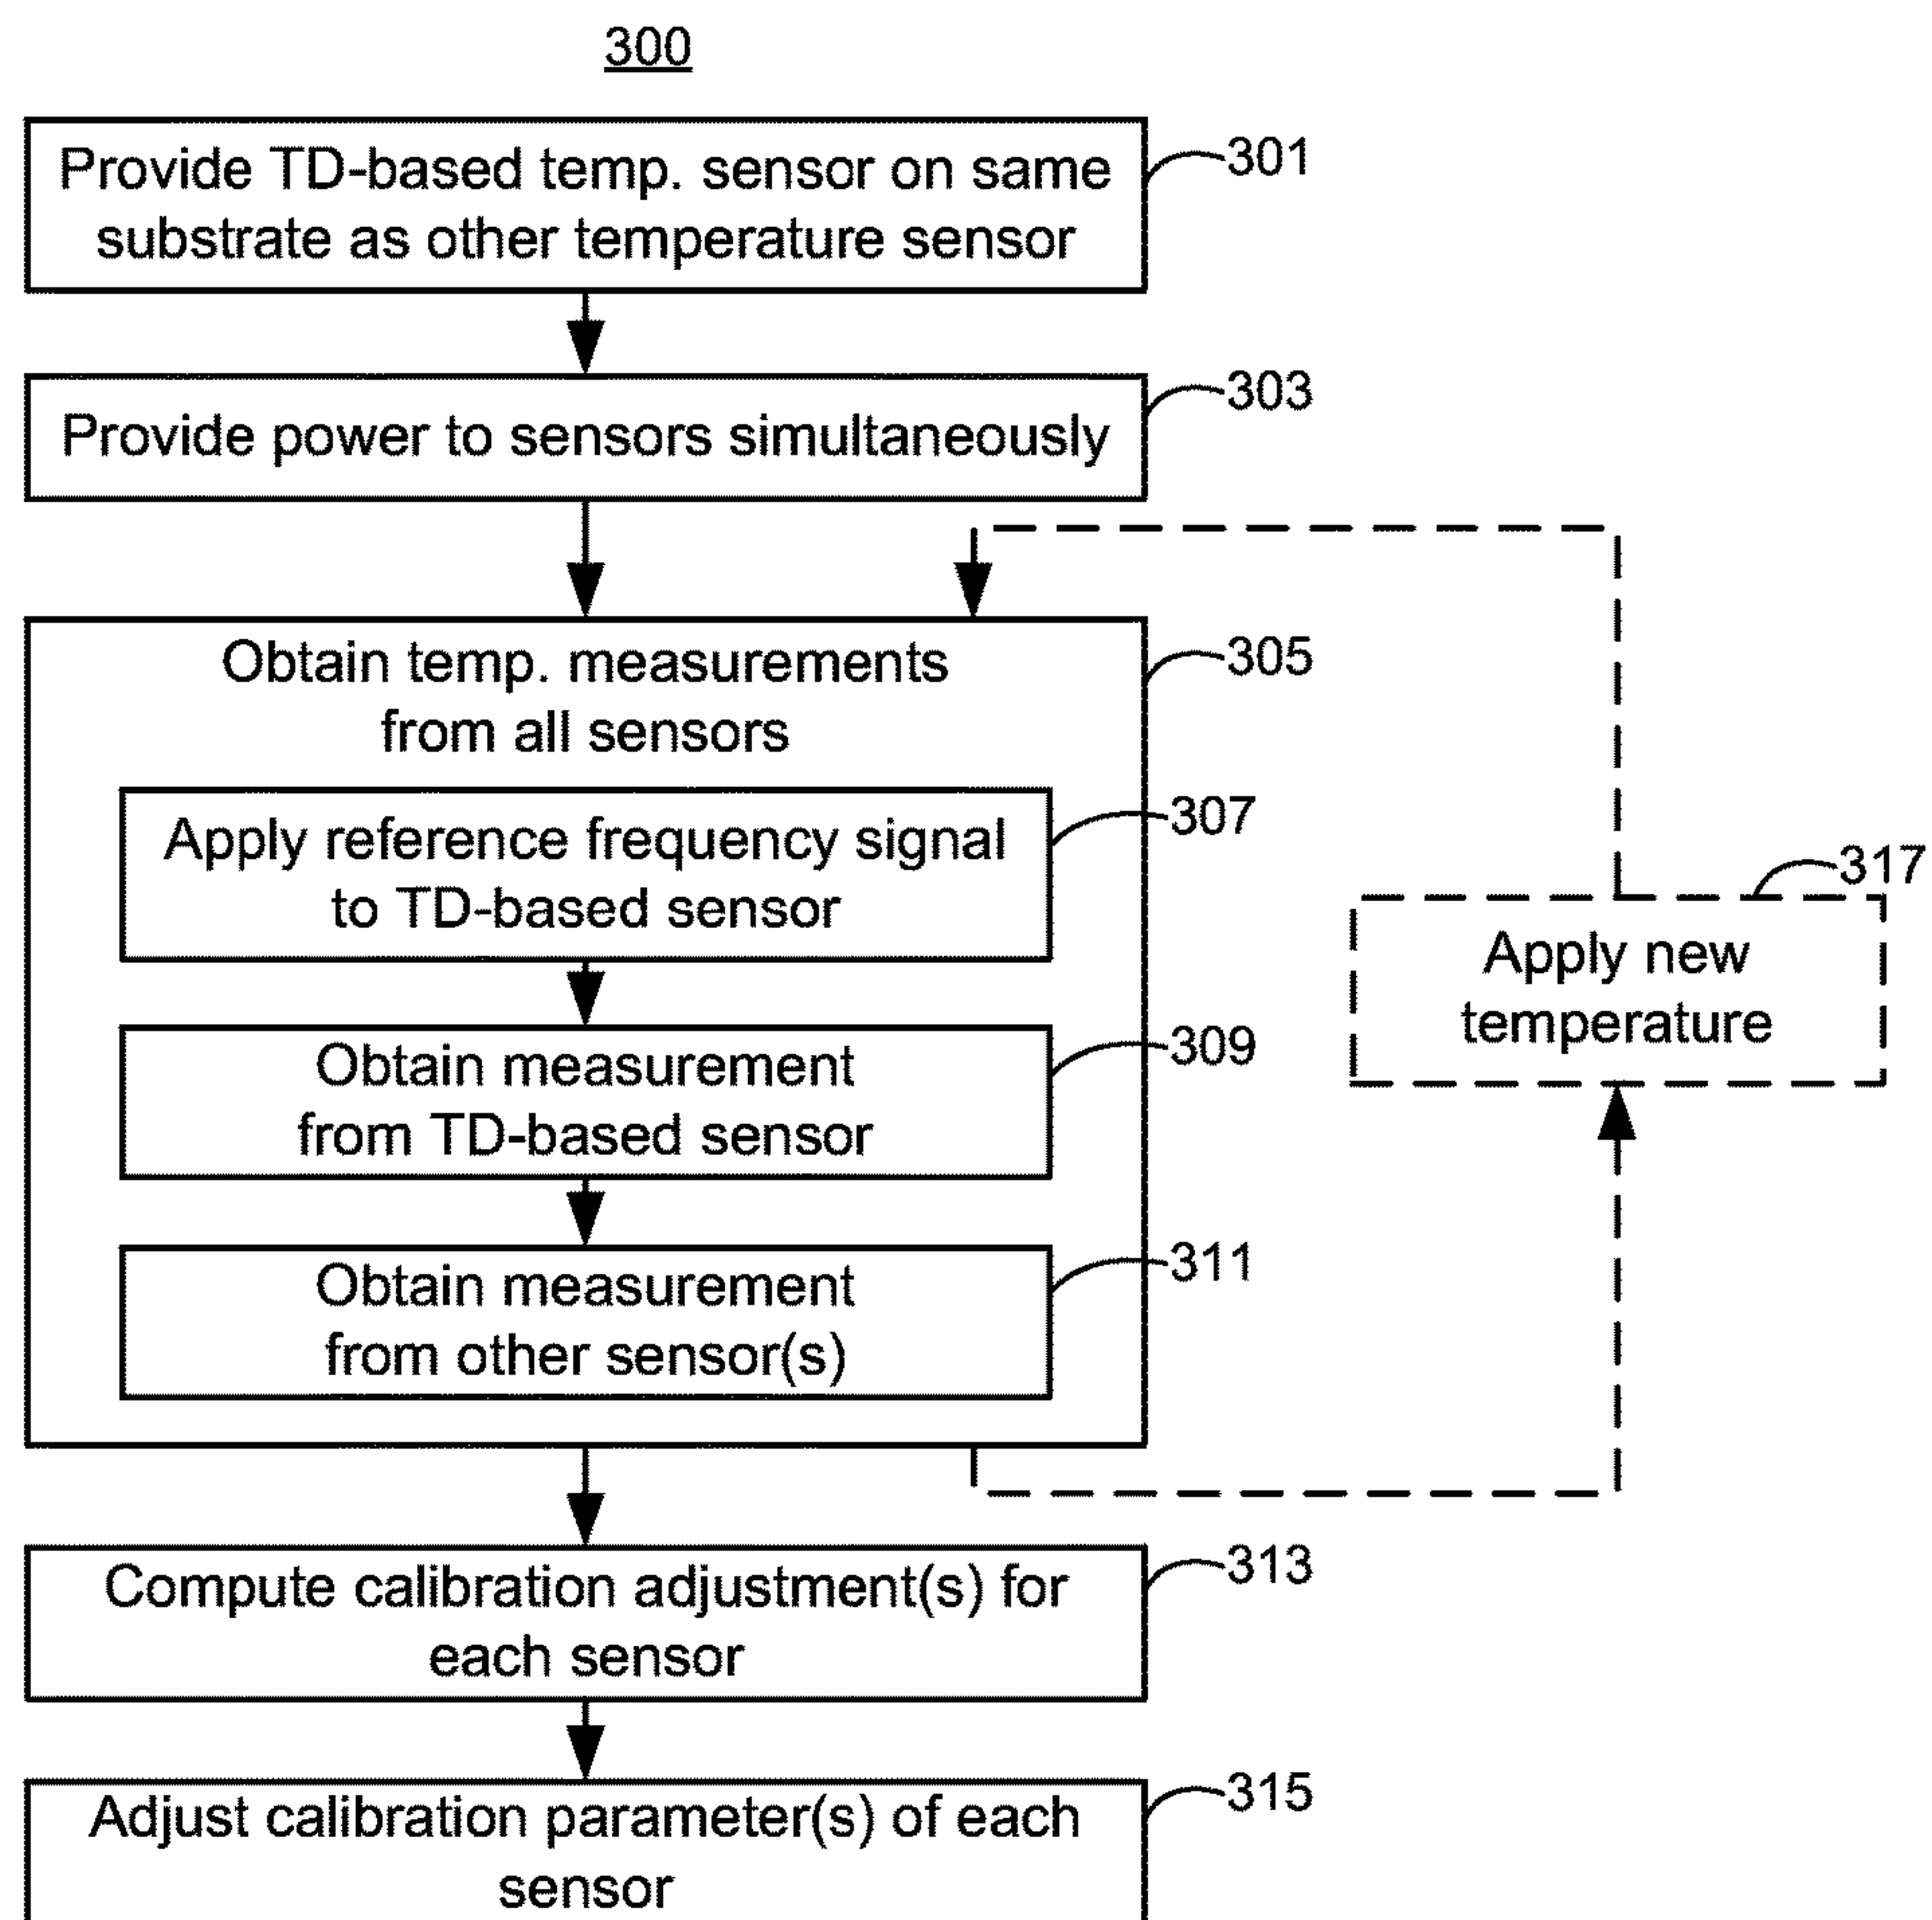 300
Provide TD-based temp. sensor on same
substrate as other temperature sensor
301
Provide power to sensors simultaneously
303
Obtain temp. measurements
from all sensors
305
Apply reference frequency signal
to TD-based sensor
307
Obtain measurement
from TD-based sensor
309
Obtain measurement
from other sensor(s)
311
Apply new
temperature
317
Compute calibration adjustment(s) for
each sensor
313
Adjust calibration parameter(s) of each
sensor
315